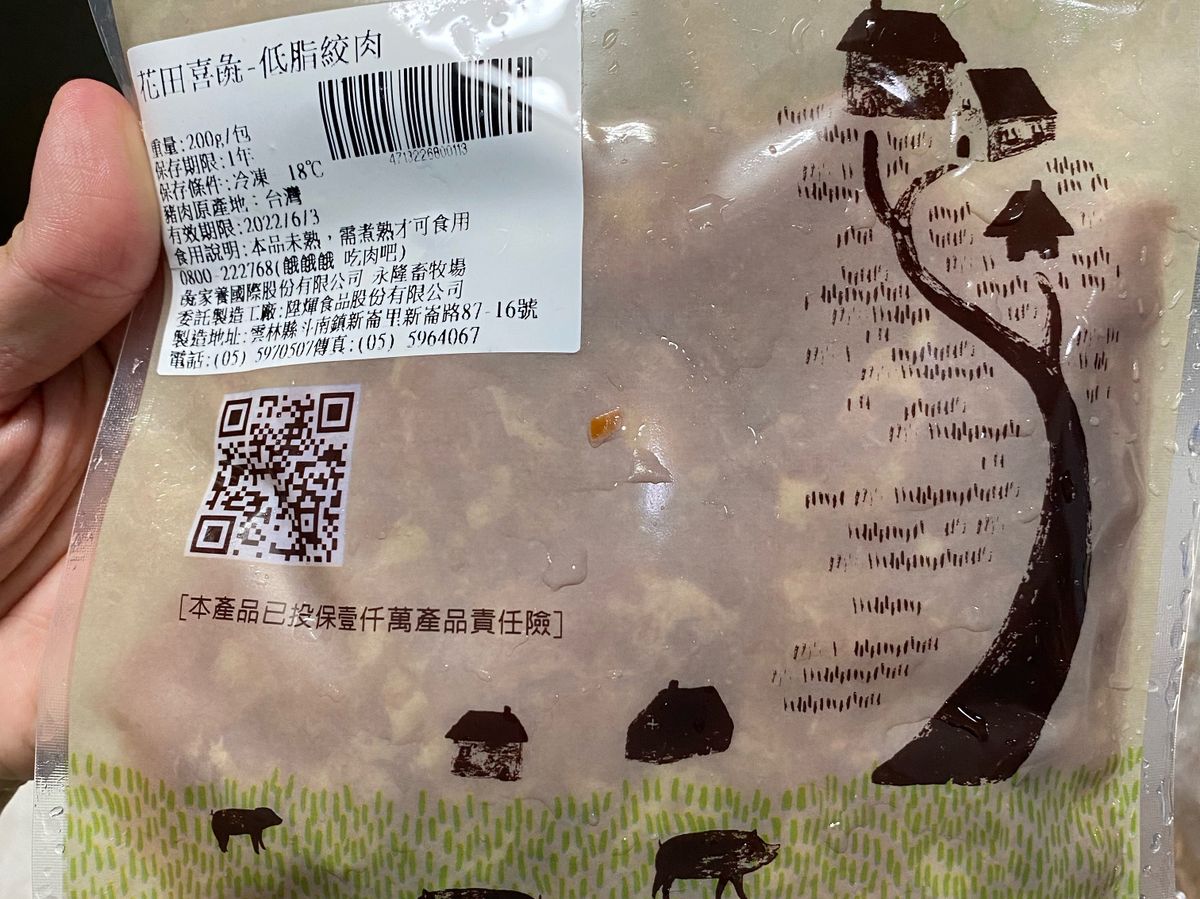 花田喜彘-低脂絞肉
4713226800113
重量:200g/包
保存期限:1年
保存條件:冷凍 18℃
豬肉原產地:台灣
有效期限:2022/6/3
食用說明:本品未熟，需煮熟才可食用
0800-222768(餓餓餓 吃肉吧)
彘家養國際股份有限公司 永隆畜牧場
委託製造工廠:陞煇食品股份有限公司
製造地址:雲林縣斗南鎮新崙里新崙路87-16號
電話:(05) 5970507傳真:(05) 5964067
[本產品已投保壹仟萬產品責任險]